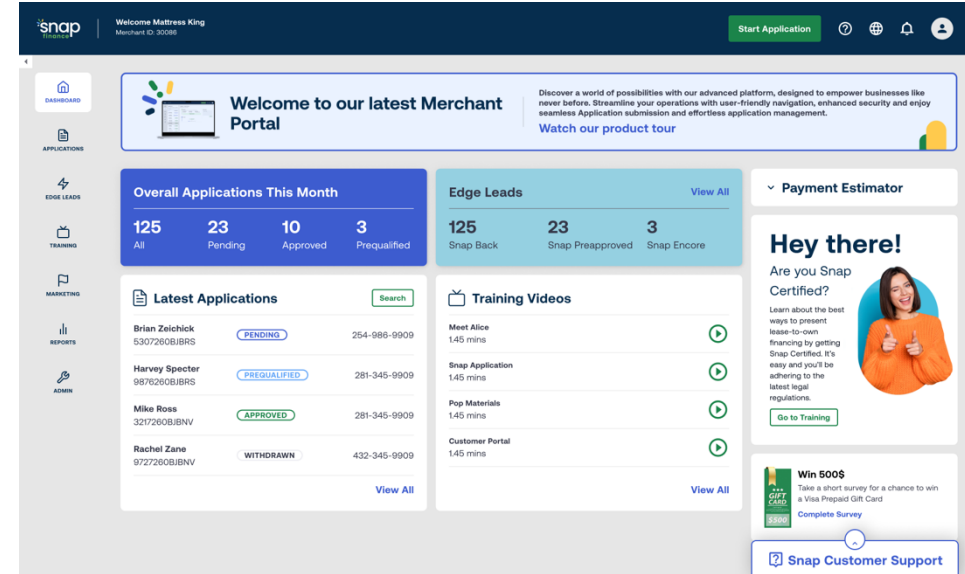 snap
finance
Welcome Mattress King
Merchant ID: 30086
Start Application
DASHBOARD
APPLICATIONS
EDGE LEADS
TRAINING
MARKETING
REPORTS
ADMIN
Welcome to our latest Merchant
Portal
Discover a world of possibilities with our advanced platform, designed to empower businesses like
never before. Streamline your operations with user-friendly navigation, enhanced security and enjoy
seamless Application submission and effortless application management.
Watch our product tour
Overall Applications This Month
125
All
23
Pending
10
Approved
3
Prequalified
Edge Leads
View All
125
Snap Back
23
Snap Preapproved
3
Snap Encore
Latest Applications
Search
Brian Zeichick
5307260BJBRS
PENDING
254-986-9909
Harvey Specter
9876260BJBRS
PREQUALIFIED
281-345-9909
Mike Ross
3217260BJBNV
APPROVED
281-345-9909
Rachel Zane
9727260BJBNV
WITHDRAWN
432-345-9909
View All
Training Videos
Meet Alice
1.45 mins
Snap Application
1.45 mins
Pop Materials
1.45 mins
Customer Portal
1.45 mins
View All
Payment Estimator
Hey there!
Are you Snap
Certified?
Learn about the best
ways to present
lease-to-own
financing by getting
Snap Certified. It's
easy and you'll be
adhering to the
latest legal
regulations.
Go to Training
GIFT
CARD
$500
Win 500$
Take a short survey for a chance to win
a Visa Prepaid Gift Card
Complete Survey
Snap Customer Support